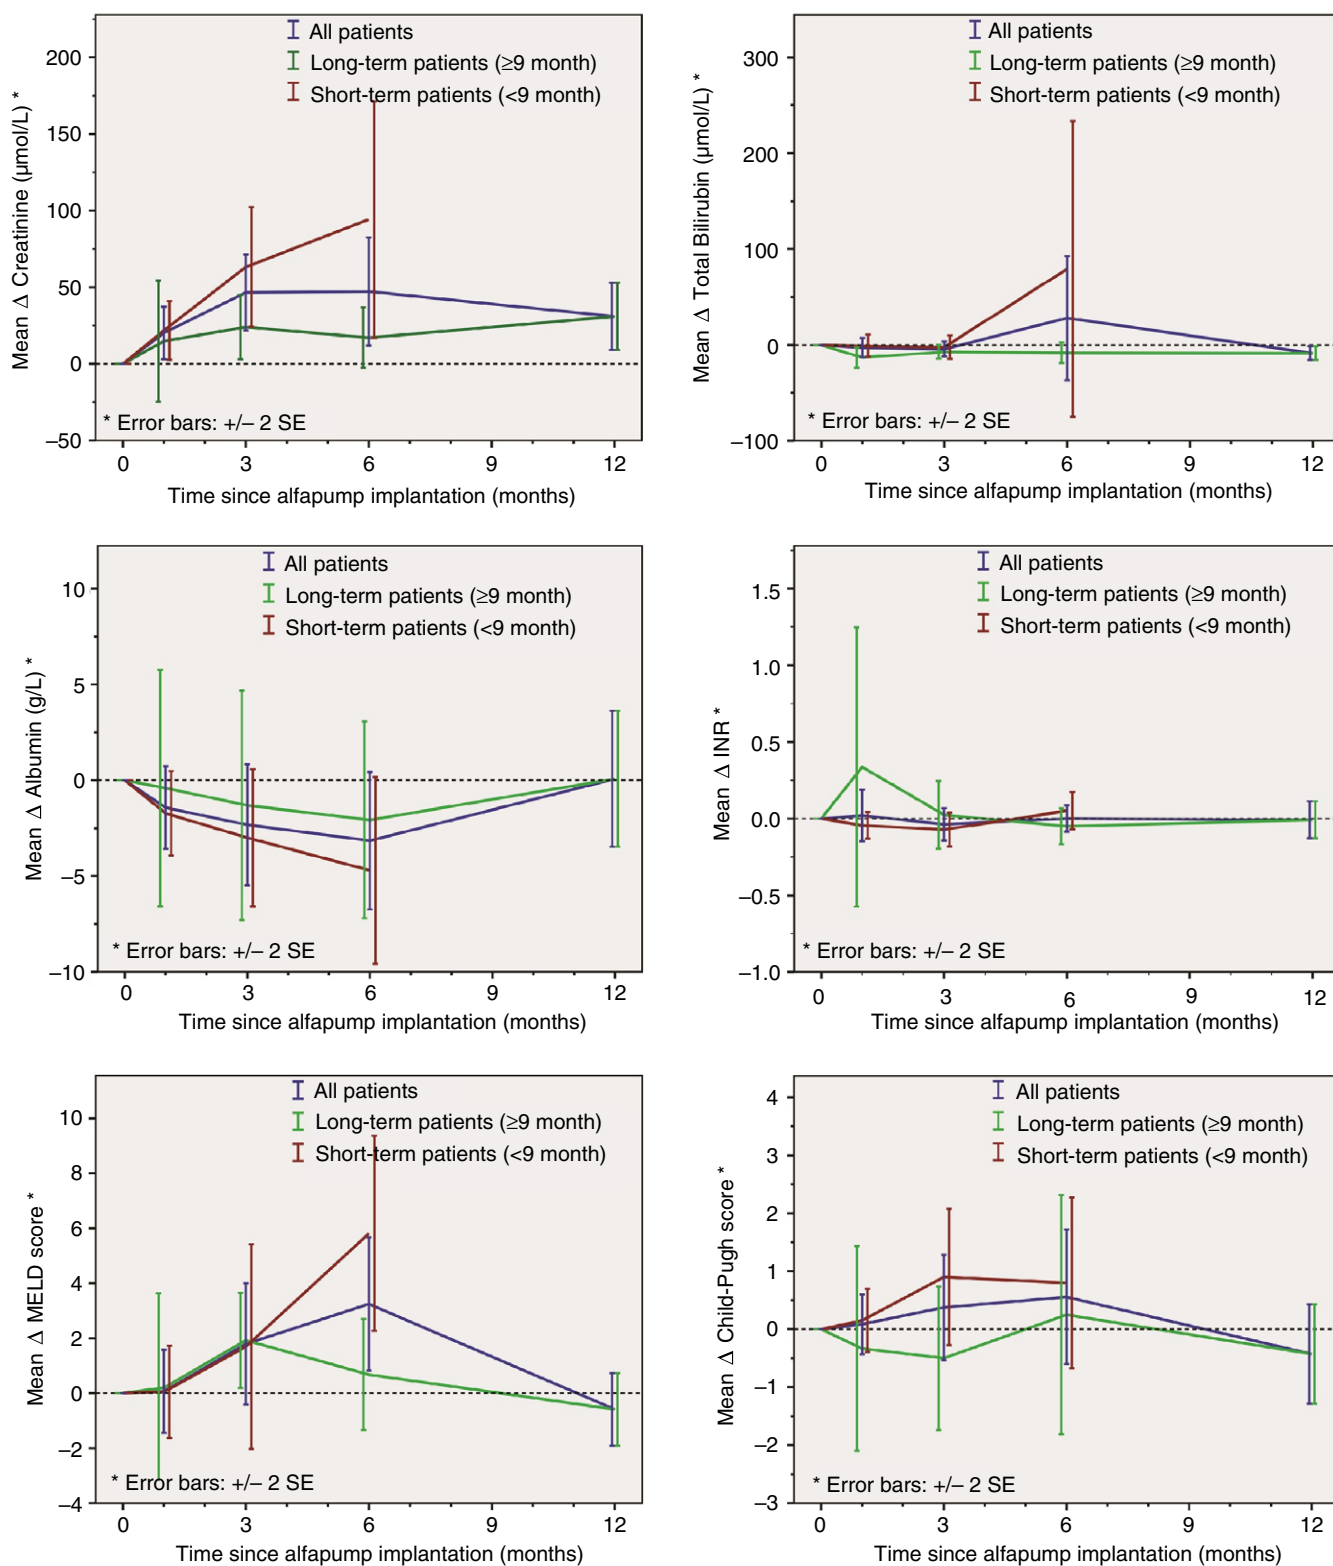 All patients
Long-term patients (≥9 month)
Short-term patients (<9 month)
Mean Δ Creatinine (μmol/L) *
200
150
100
50
0
–50
* Error bars: +/– 2 SE
0 3 6 9 12
Time since alfapump implantation (months)
All patients
Long-term patients (≥9 month)
Short-term patients (<9 month)
Mean Δ Total Bilirubin (μmol/L) *
300
200
100
0
–100
* Error bars: +/– 2 SE
0 3 6 9 12
Time since alfapump implantation (months)
All patients
Long-term patients (≥9 month)
Short-term patients (<9 month)
Mean Δ Albumin (g/L) *
10
5
0
–5
–10
* Error bars: +/– 2 SE
0 3 6 9 12
Time since alfapump implantation (months)
All patients
Long-term patients (≥9 month)
Short-term patients (<9 month)
Mean Δ INR *
1.5
1.0
0.5
0.0
–0.5
–1.0
* Error bars: +/– 2 SE
0 3 6 9 12
Time since alfapump implantation (months)
All patients
Long-term patients (≥9 month)
Short-term patients (<9 month)
Mean Δ MELD score *
10
8
6
4
2
0
–2
–4
* Error bars: +/– 2 SE
0 3 6 9 12
Time since alfapump implantation (months)
All patients
Long-term patients (≥9 month)
Short-term patients (<9 month)
Mean Δ Child-Pugh score *
4
3
2
1
0
–1
–2
–3
* Error bars: +/– 2 SE
0 3 6 9 12
Time since alfapump implantation (months)